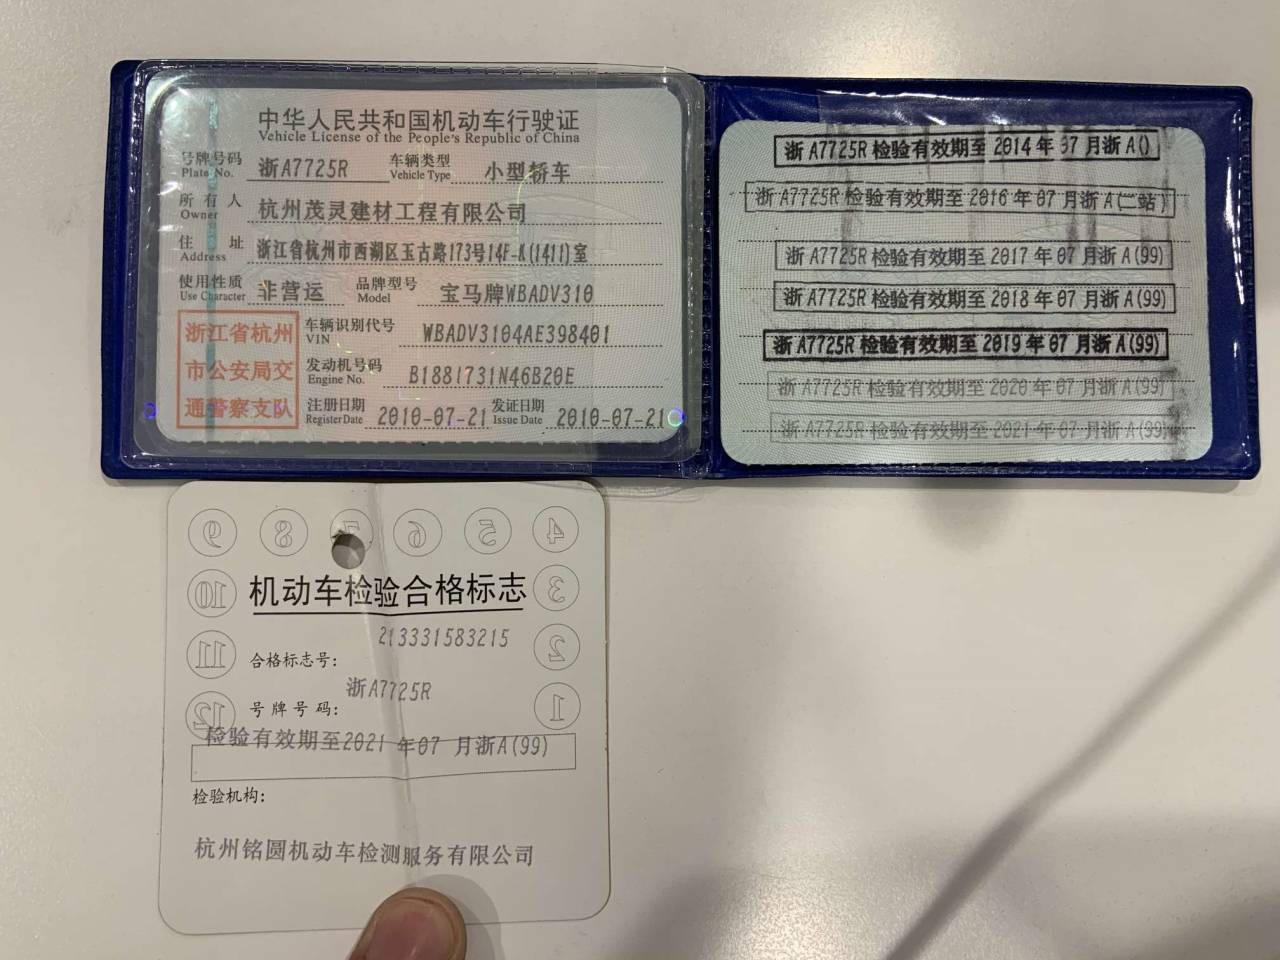 中华人民共和国机动车行驶证
Vehicle License of the People's Republic of China
号牌号码 浙A7725R 车辆类型 小型轿车
Plate No. Vehicle Type
所有人 杭州茂灵建材工程有限公司
Owner
住址 浙江省杭州市西湖区玉古路173号14F-K(1411)室
Address
使用性质 非营运 品牌型号 宝马牌WBADV310
Use Character Model
浙江省杭州
市公安局交
通警察支队
车辆识别代号 WBADV3104AE398401
VIN
发动机号码 B1881731N46B20E
Engine No.
注册日期 2010-07-21 发证日期 2010-07-21
Register Date Issue Date
浙A7725R检验有效期至2014年07月浙A()
浙A7725R检验有效期至2016年07月浙A(二站)
浙A7725R检验有效期至2017年07月浙A(99)
浙A7725R检验有效期至2018年07月浙A(99)
浙A7725R检验有效期至2019年07月浙A(99)
浙A7725R检验有效期至2020年07月浙A(99)
浙A7725R检验有效期至2021年07月浙A(99)
9 8 7 6 5 4
10 3
机动车检验合格标志
213331583215
11 2
合格标志号:
浙A7725R
12 1
号牌号码:
检验有效期至2021年07月浙A(99)
检验机构:
杭州铭圆机动车检测服务有限公司